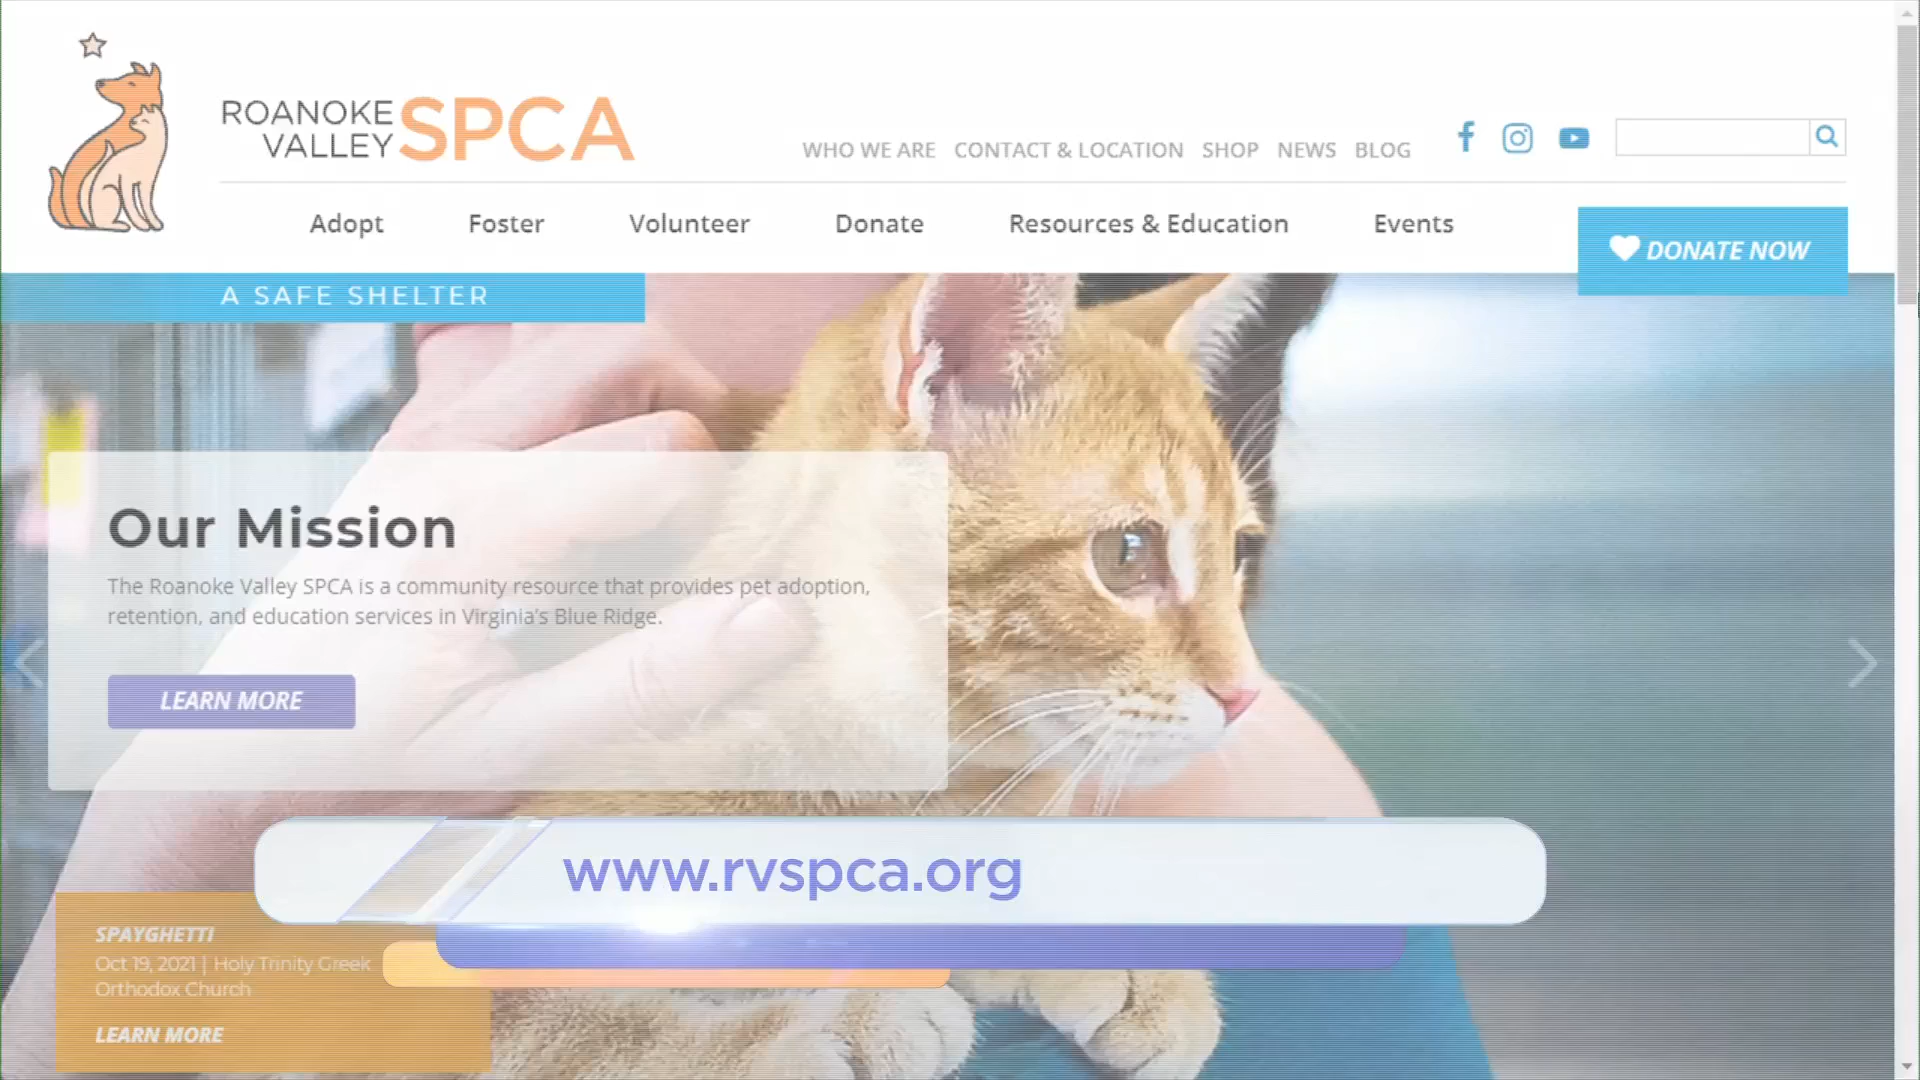 ROANOKE
VALLEY
SPCA
WHO WE ARE CONTACT & LOCATION SHOP NEWS BLOG
Adopt Foster Volunteer Donate Resources & Education Events
DONATE NOW
A SAFE SHELTER
Our Mission
The Roanoke Valley SPCA is a community resource that provides pet adoption,
retention, and education services in Virginia's Blue Ridge.
LEARN MORE
www.rvspca.org
SPAYGHETTI
Oct 19, 2021 | Holy Trinity Greek
Orthodox Church
LEARN MORE